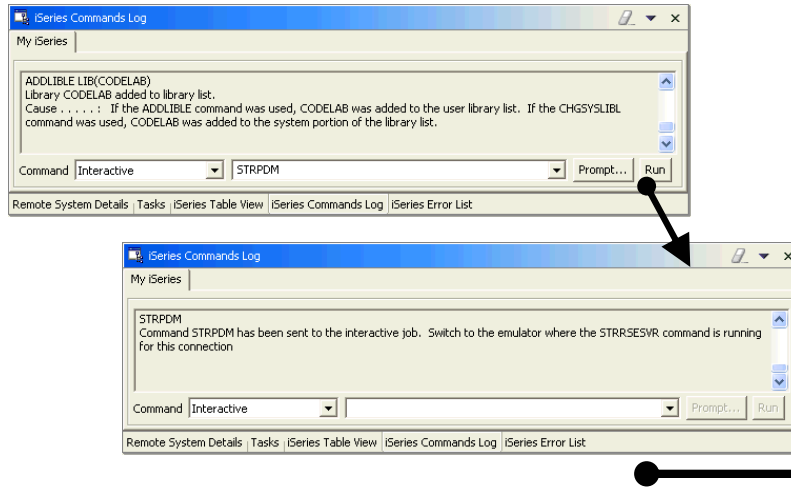 iSeries Commands Log
My iSeries
ADDLIBLE LIB(CODELAB)
Library CODELAB added to library list.
Cause . . . . . : If the ADDLIBLE command was used, CODELAB was added to the user library list. If the CHGSYSLIBL
command was used, CODELAB was added to the system portion of the library list.
Command Interactive STRPDM Prompt... Run
Remote System Details Tasks iSeries Table View iSeries Commands Log iSeries Error List
iSeries Commands Log
My iSeries
STRPDM
Command STRPDM has been sent to the interactive job. Switch to the emulator where the STRRSESVR command is running
for this connection
Command Interactive Prompt... Run
Remote System Details Tasks iSeries Table View iSeries Commands Log iSeries Error List